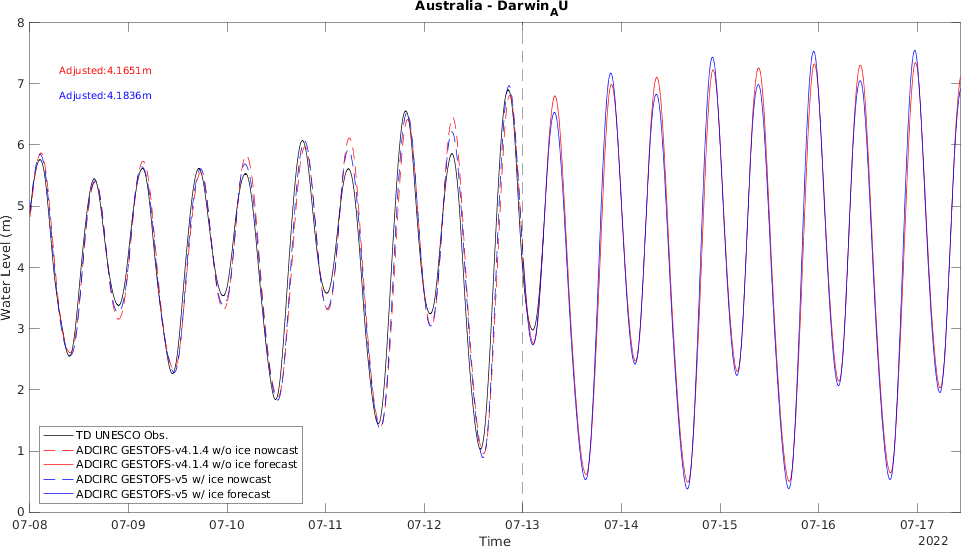 Australia - Darwin_AU
8
7
6
5
4
3
2
1
0
Water Level (m)
Adjusted:4.1651m
Adjusted:4.1836m
TD UNESCO Obs.
ADCIRC GESTOFS-v4.1.4 w/o ice nowcast
ADCIRC GESTOFS-v4.1.4 w/o ice forecast
ADCIRC GESTOFS-v5 w/ ice nowcast
ADCIRC GESTOFS-v5 w/ ice forecast
07-08 07-09 07-10 07-11 07-12 07-13 07-14 07-15 07-16 07-17
Time
2022